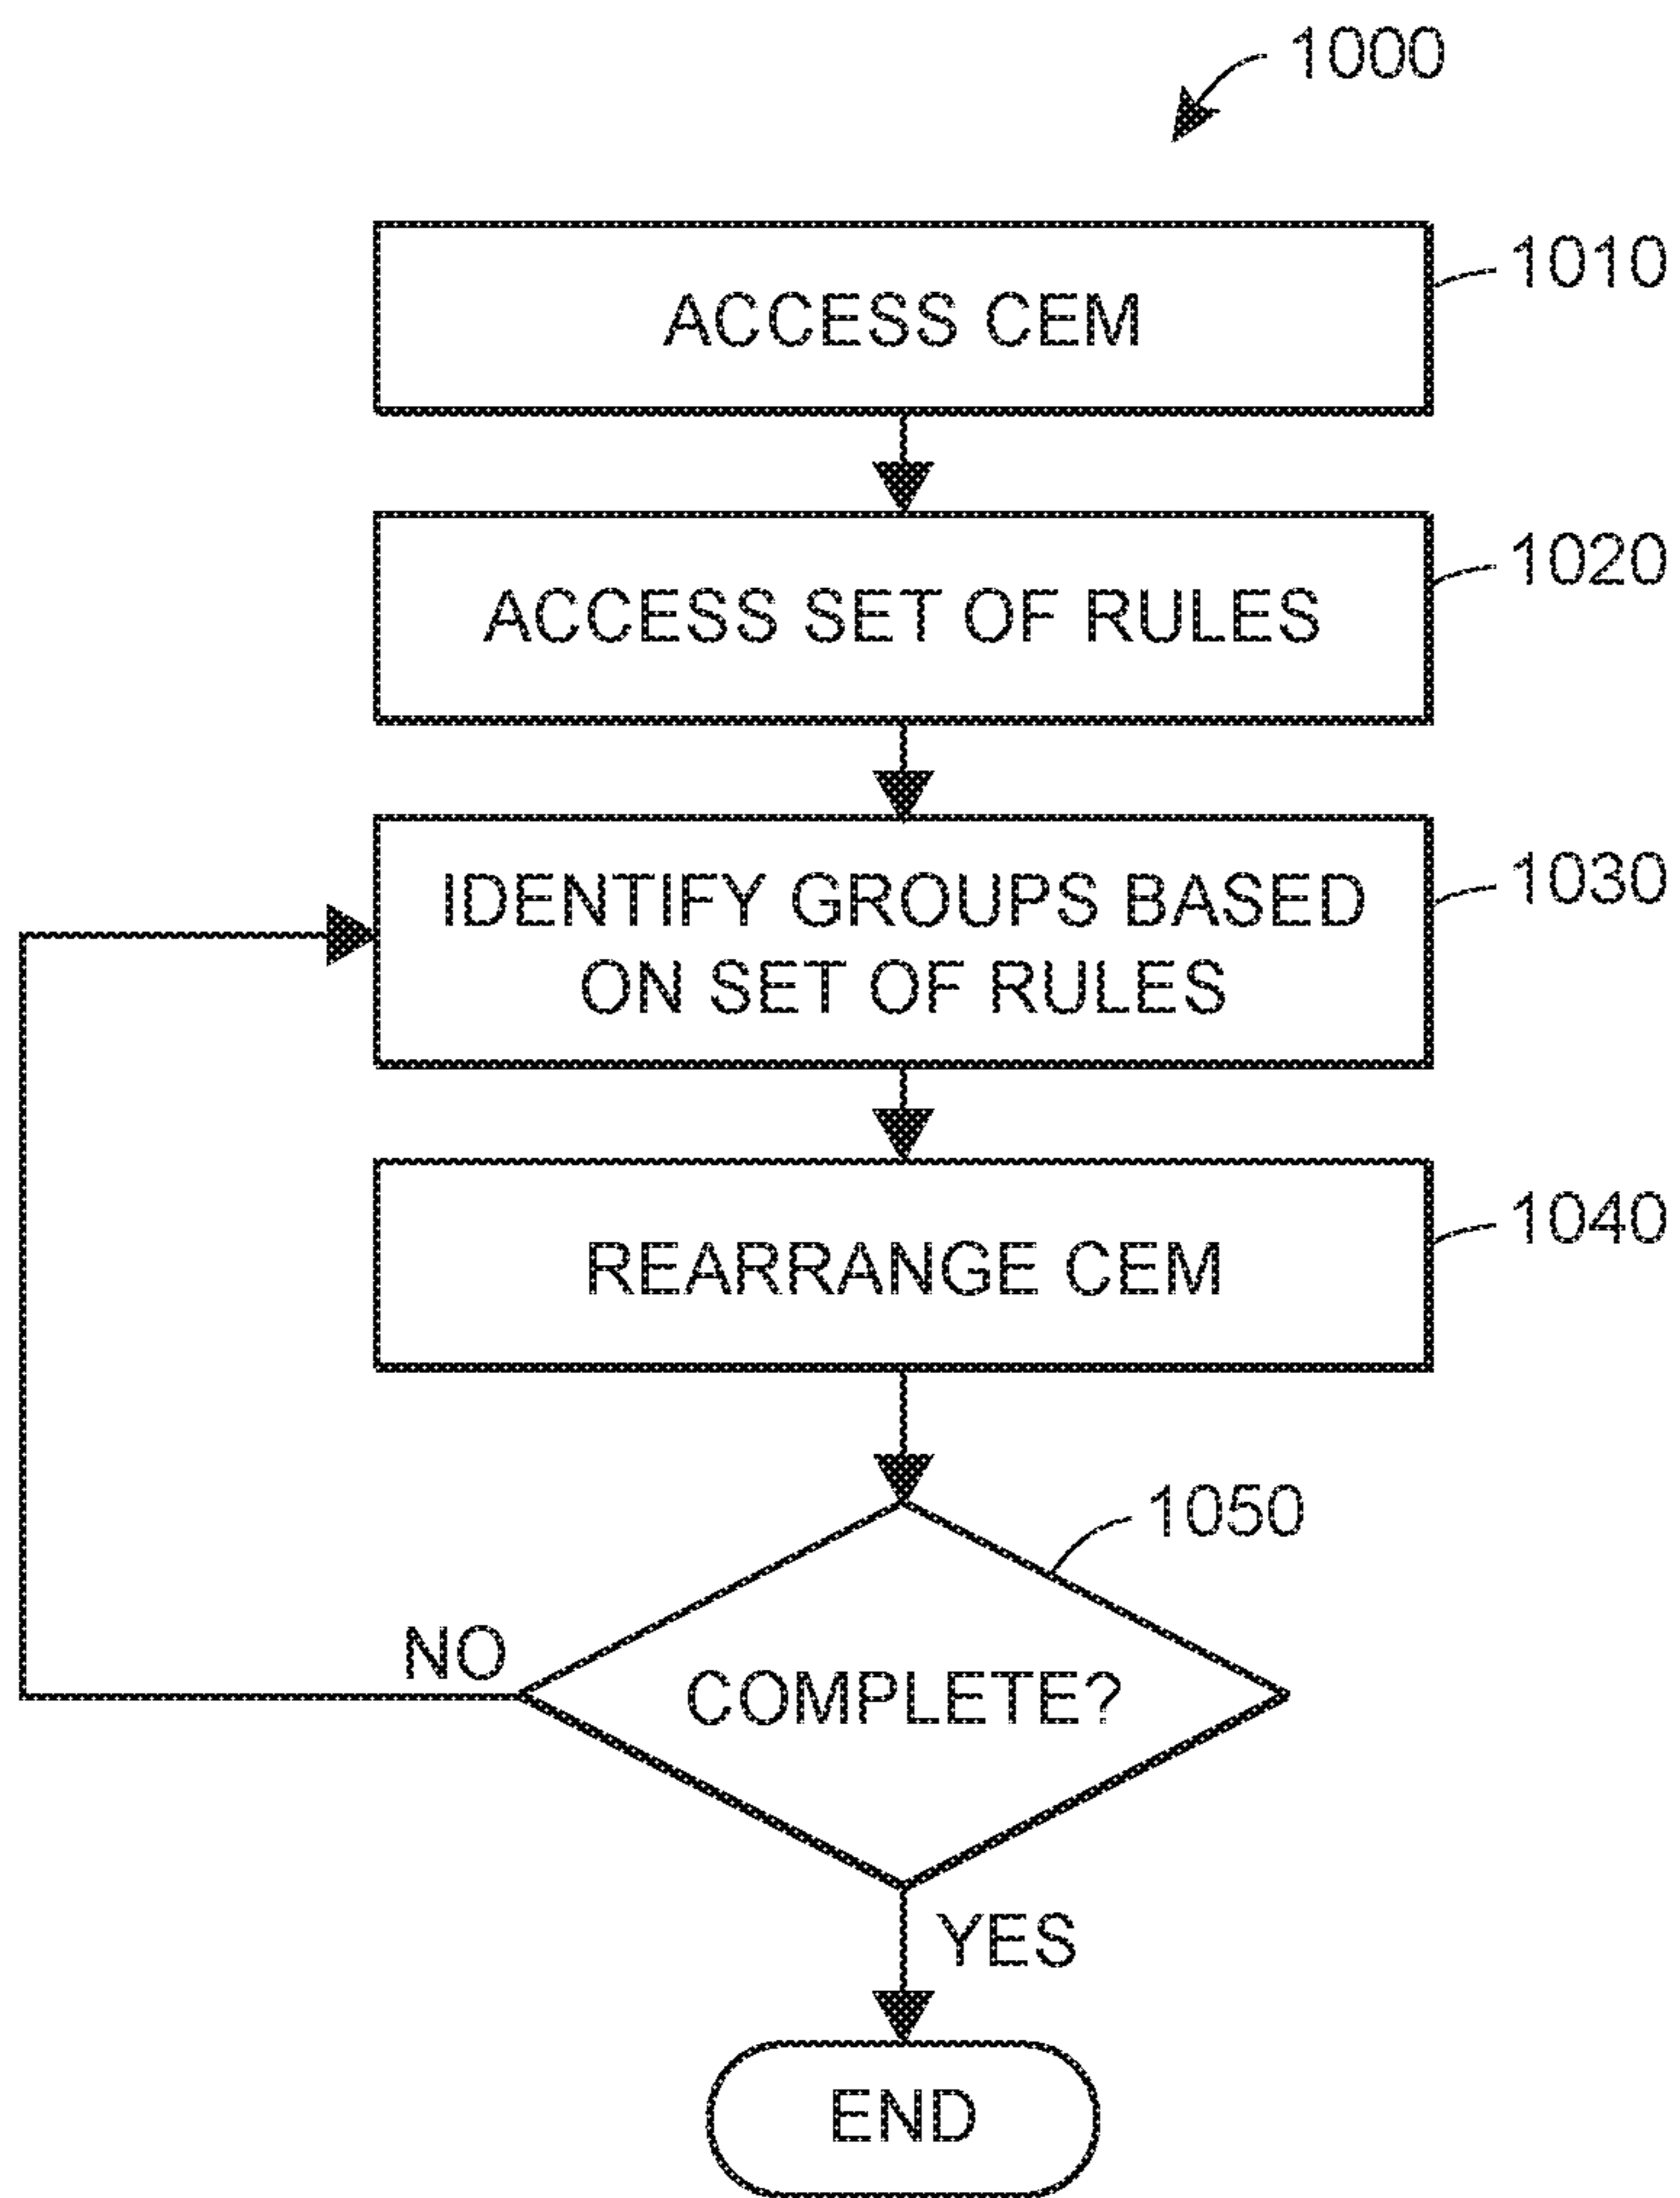 1000
ACCESS CEM
1010
ACCESS SET OF RULES
1020
IDENTIFY GROUPS BASED
ON SET OF RULES
1030
REARRANGE CEM
1040
1050
COMPLETE?
NO
YES
END